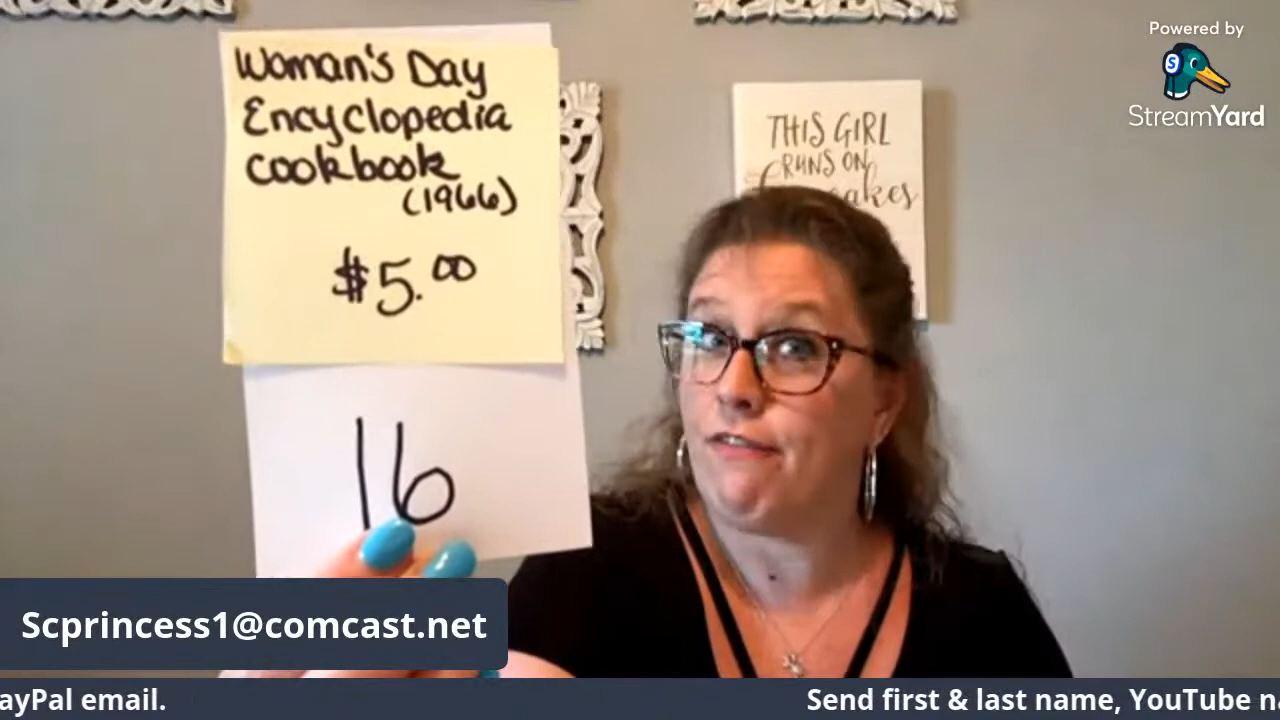 Woman's Day
Encyclopedia
Cookbook
(1966)
$5.00
16
THIS GIRL
RUNS ON
Powered by
StreamYard
Scprincess1@comcast.net
ayPal email.
Send first & last name, YouTube n